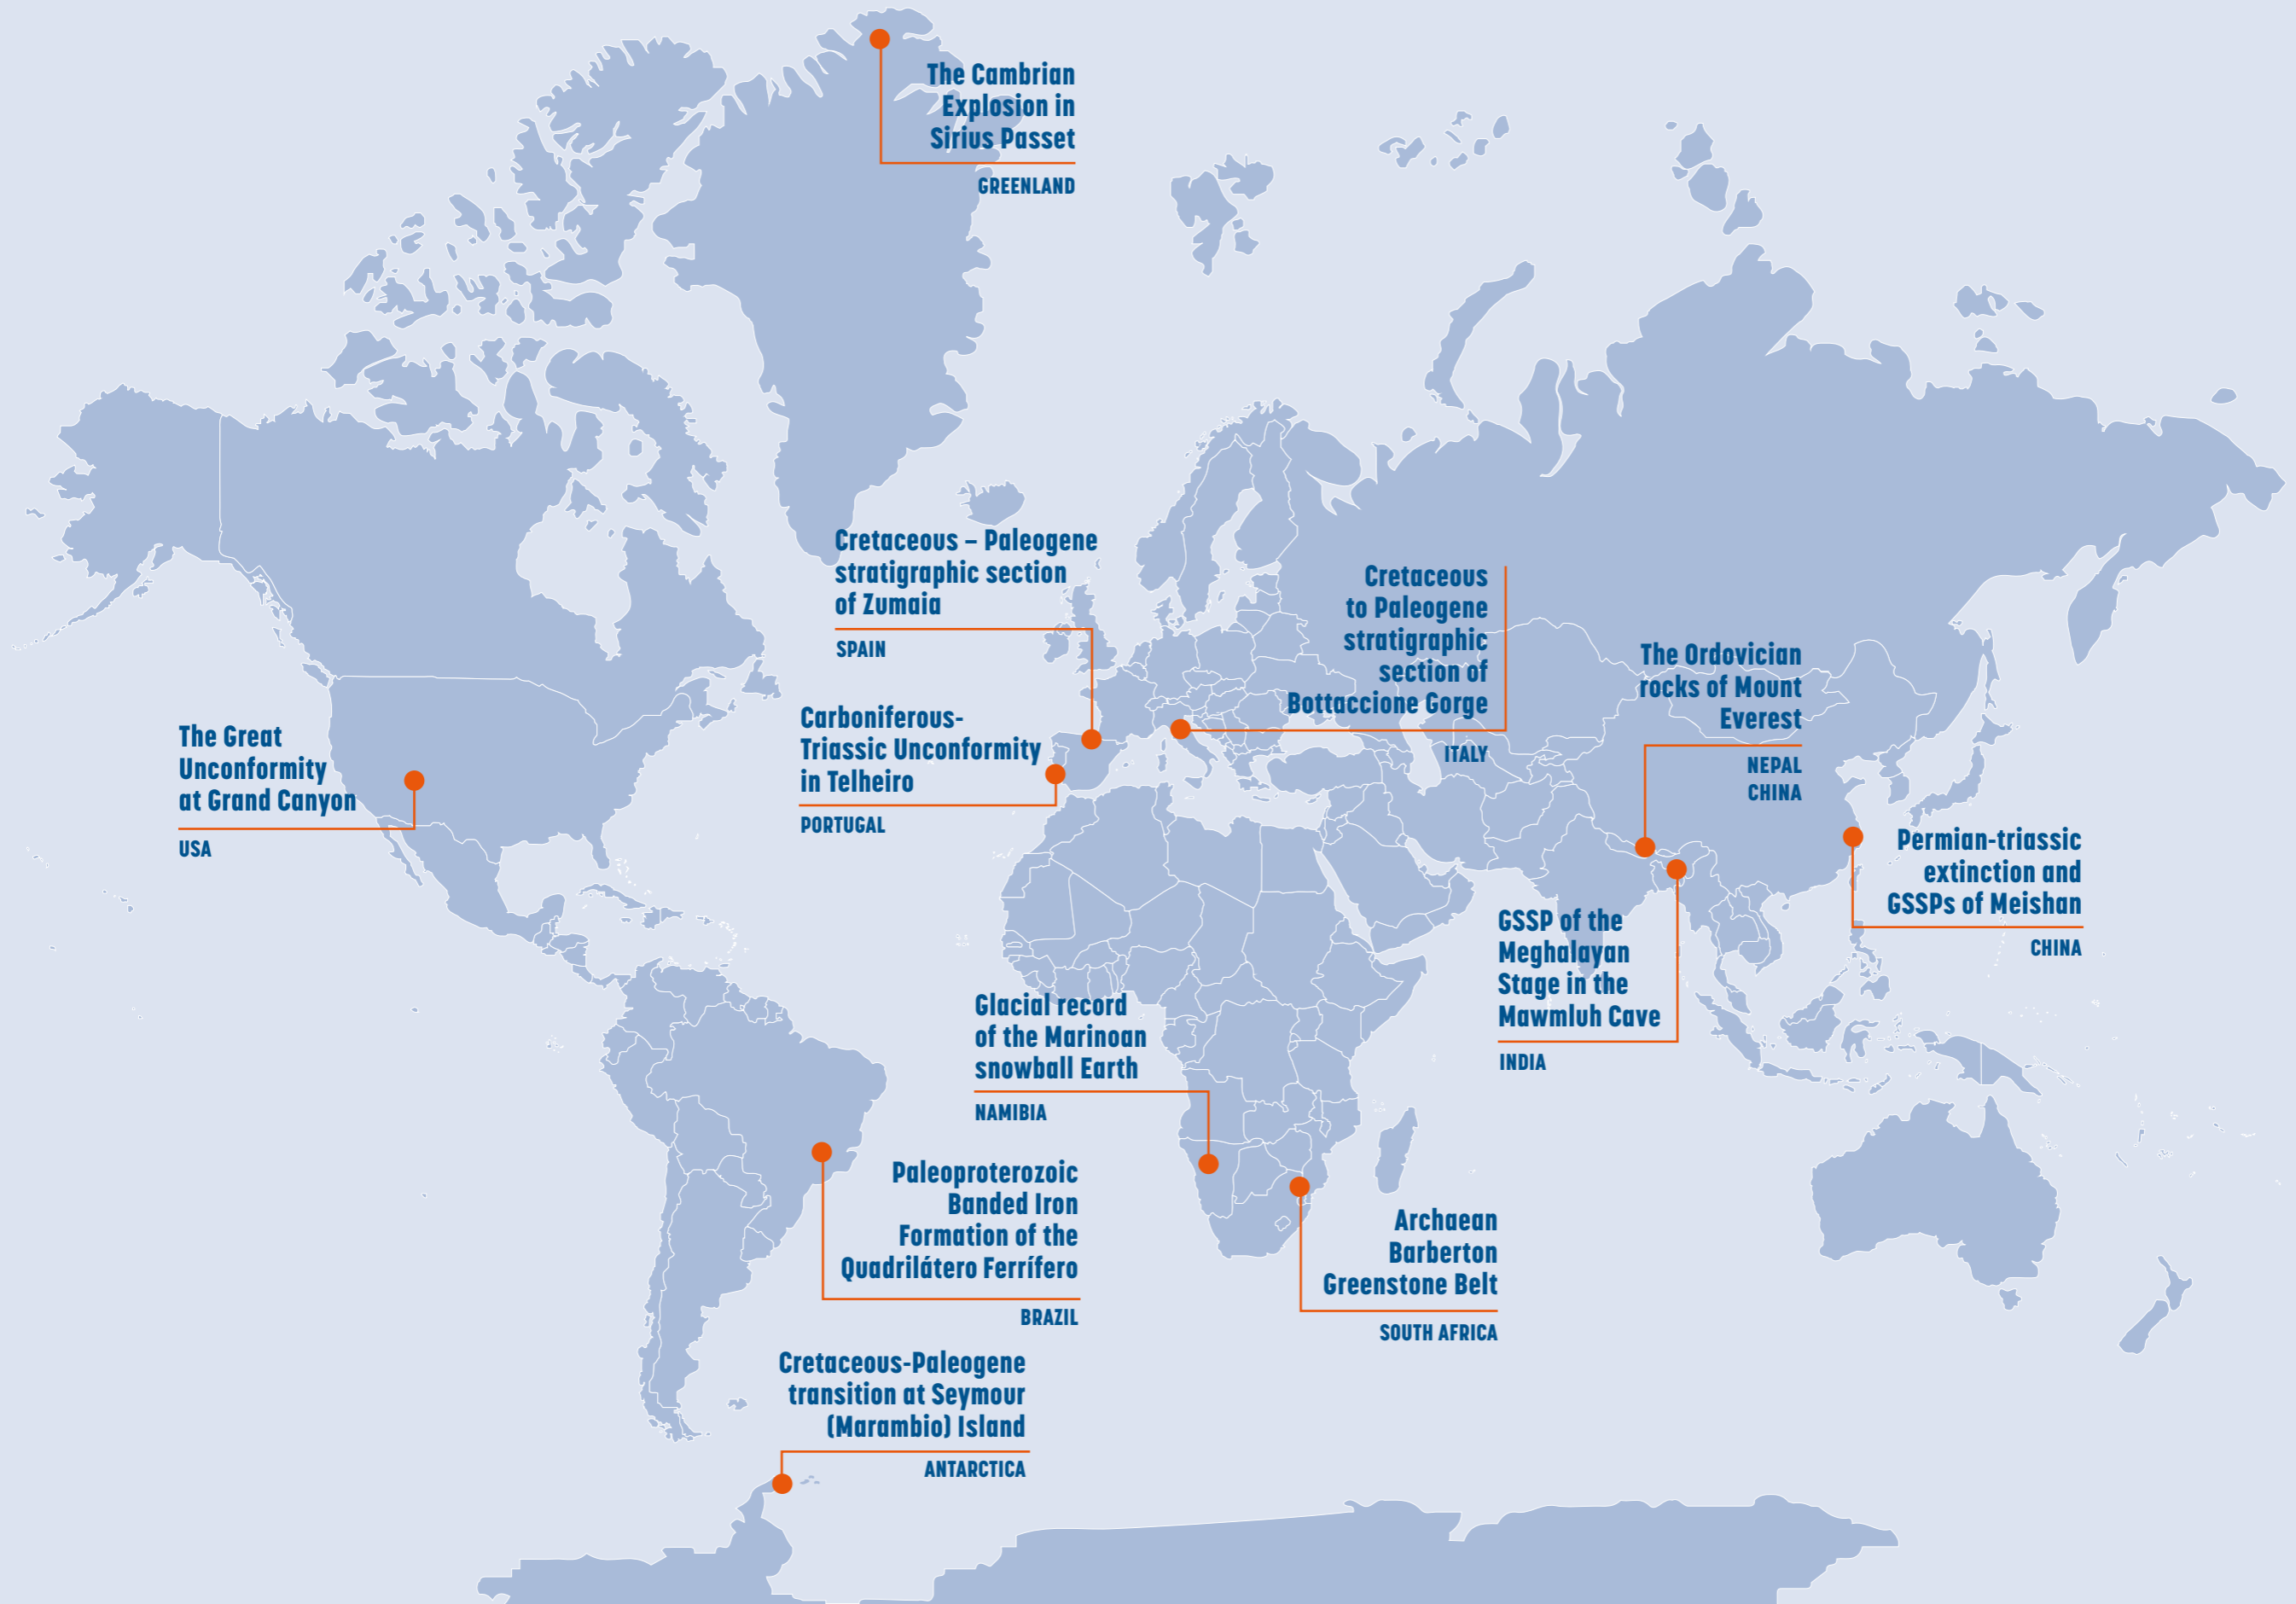 The Cambrian
Explosion in
Sirius Passet
GREENLAND
Cretaceous – Paleogene
stratigraphic section
of Zumaia
SPAIN
Cretaceous
to Paleogene
stratigraphic
section of
Bottaccione Gorge
ITALY
The Ordovician
rocks of Mount
Everest
NEPAL
CHINA
The Great
Unconformity
at Grand Canyon
USA
Carboniferous-
Triassic Unconformity
in Telheiro
PORTUGAL
Permian-triassic
extinction and
GSSPs of Meishan
CHINA
GSSP of the
Meghalayan
Stage in the
Mawmluh Cave
INDIA
Glacial record
of the Marinoan
snowball Earth
NAMIBIA
Paleoproterozoic
Banded Iron
Formation of the
Quadrilátero Ferrífero
BRAZIL
Archaean
Barberton
Greenstone Belt
SOUTH AFRICA
Cretaceous-Paleogene
transition at Seymour
(Marambio) Island
ANTARCTICA